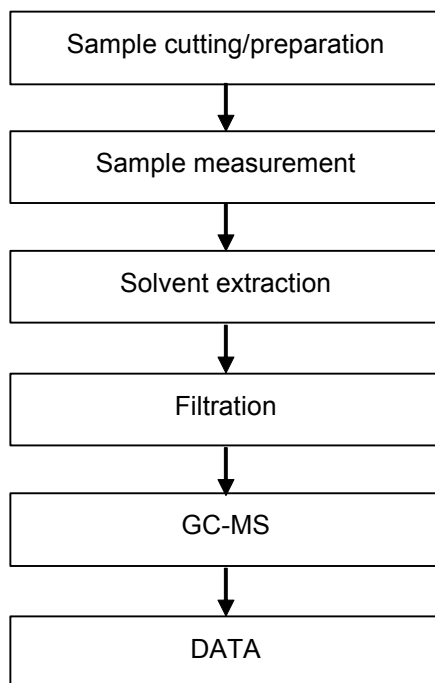 Sample cutting/preparation
Sample measurement
Solvent extraction
Filtration
GC-MS
DATA